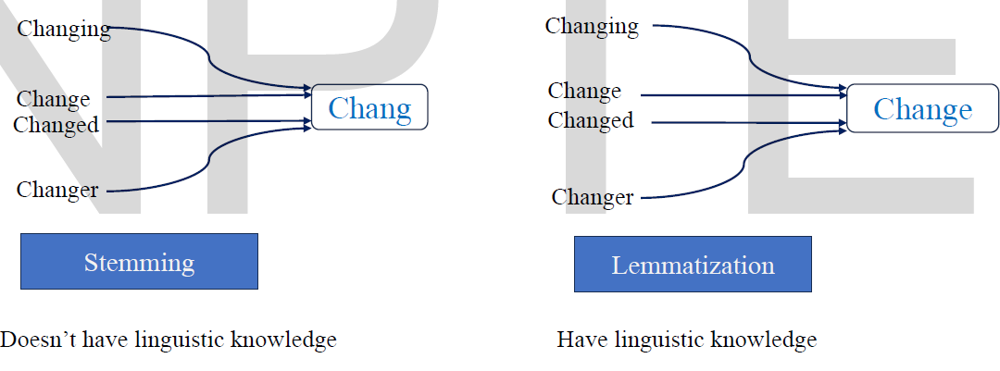 Changing
Change
Changed
Changer
Chang
Stemming
Doesn't have linguistic knowledge
Changing
Change
Changed
Changer
Change
Lemmatization
Have linguistic knowledge